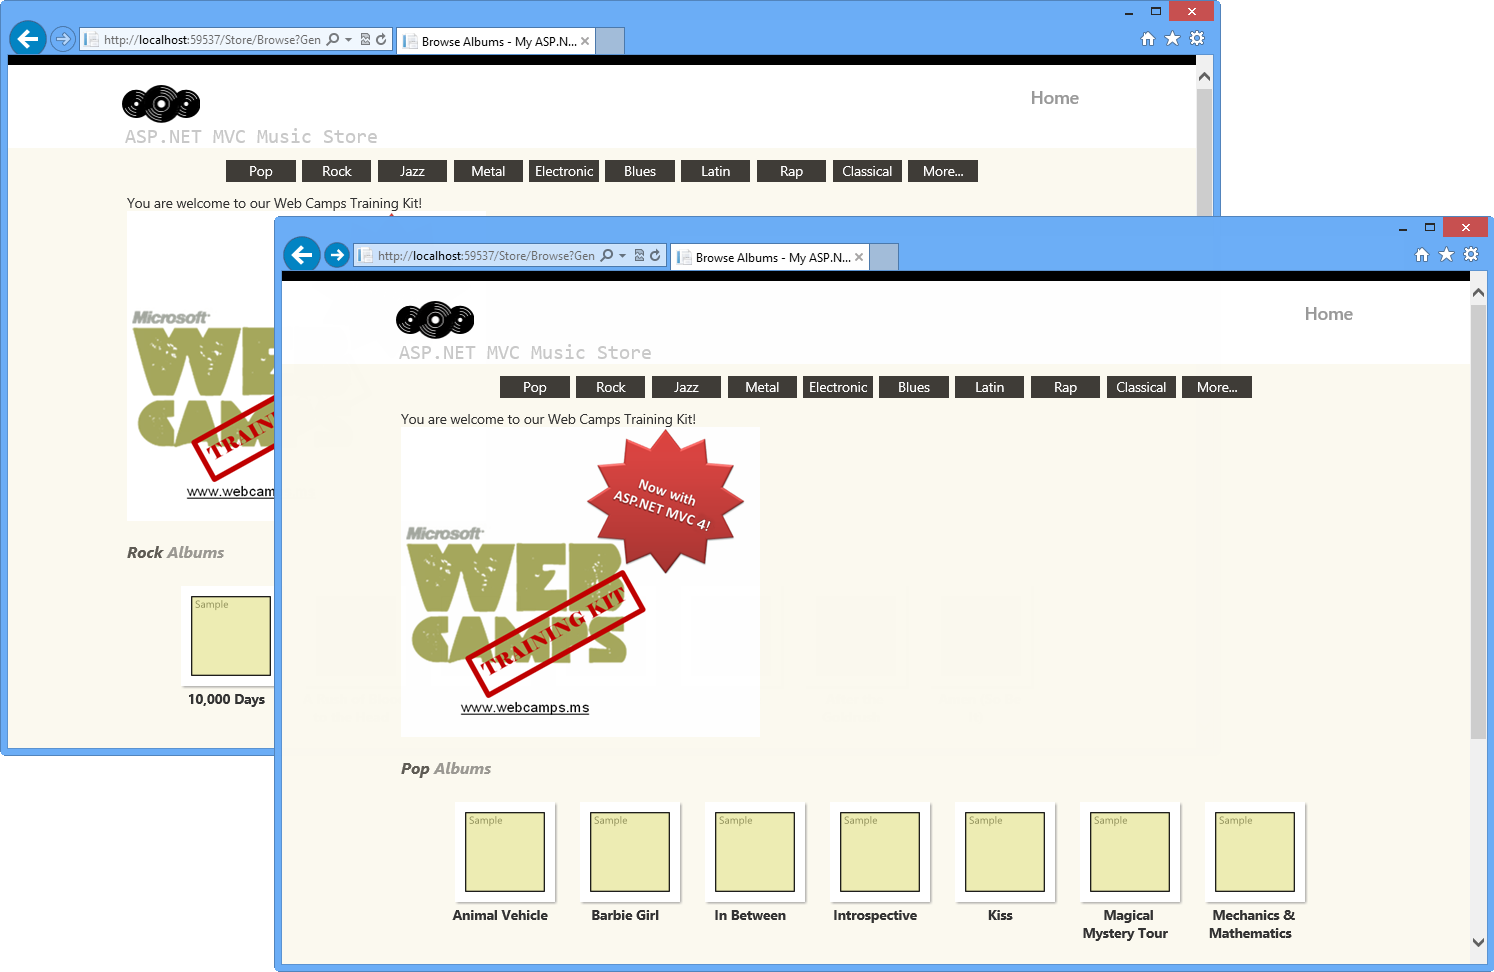 http://localhost:59537/Store/Browse?Gen
Browse Albums - My ASP.N...
Home
ASP.NET MVC Music Store
Pop Rock Jazz Metal Electronic Blues Latin Rap Classical More...
You are welcome to our Web Camps Training Kit!
Microsoft
WE
CAMPS
TRAININ
www.webcam
Rock Albums
Sample
10,000 Days
http://localhost:59537/Store/Browse?Gen
Browse Albums - My ASP.N...
Home
ASP.NET MVC Music Store
Pop Rock Jazz Metal Electronic Blues Latin Rap Classical More...
You are welcome to our Web Camps Training Kit!
Now with
ASP.NET MVC 4!
Microsoft
WEB
CAMPS
TRAINING KIT
www.webcamps.ms
Pop Albums
Sample Sample Sample Sample Sample Sample Sample
Animal Vehicle Barbie Girl In Between Introspective Kiss Magical Mechanics &
Mystery Tour Mathematics